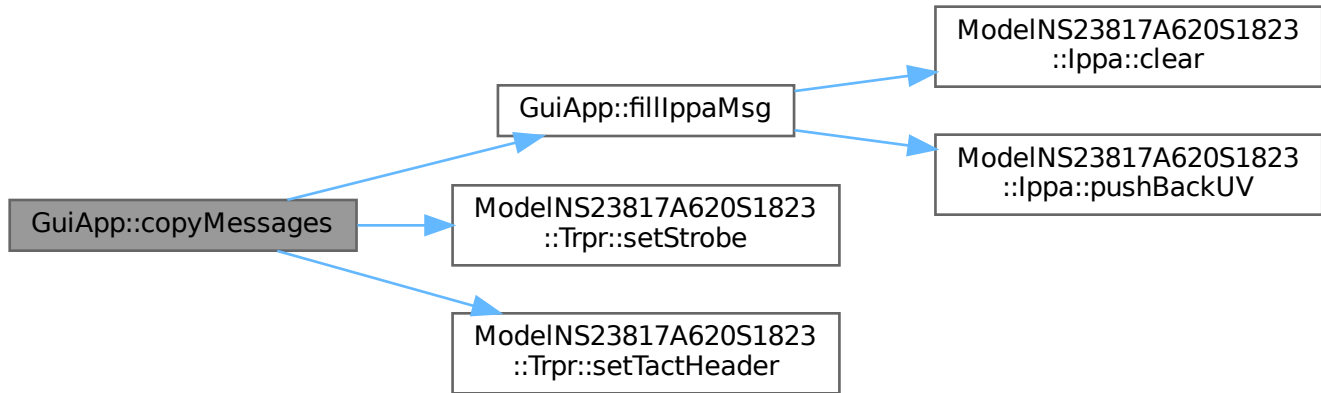 GuiApp::copyMessages
GuiApp::fillIppaMsg
ModelNS23817A620S1823
::Ippa::clear
ModelNS23817A620S1823
::Ippa::pushBackUV
ModelNS23817A620S1823
::Trpr::setStrobe
ModelNS23817A620S1823
::Trpr::setTactHeader